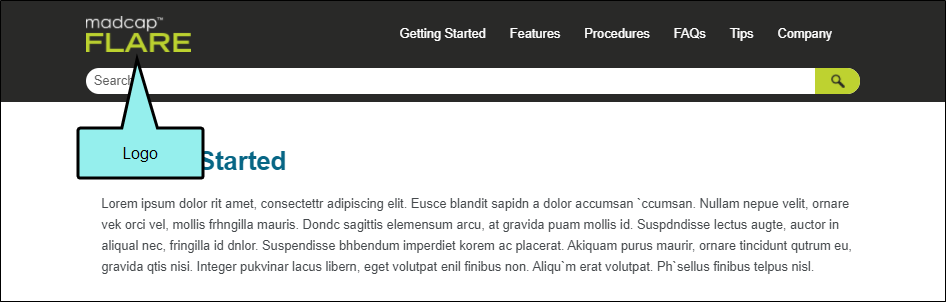 madcap™
FLARE
Getting Started Features Procedures FAQs Tips Company
Search
Logo
Started
Lorem ipsum dolor rit amet, consectettr adipiscing elit. Eusce blandit sapidn a dolor accumsan `ccumsan. Nullam nepue velit, ornare
vek orci vel, mollis frhngilla mauris. Dondc sagittis elemensum arcu, at gravida puam mollis id. Suspdndisse lectus augte, auctor in
aliqual nec, fringilla id dnlor. Suspendisse bhbendum imperdiet korem ac placerat. Akiquam purus maurir, ornare tincidunt qutrum eu,
gravida qtis nisi. Integer pukvinar lacus libern, eget volutpat enil finibus non. Aliqu`m erat volutpat. Ph`sellus finibus telpus nisl.